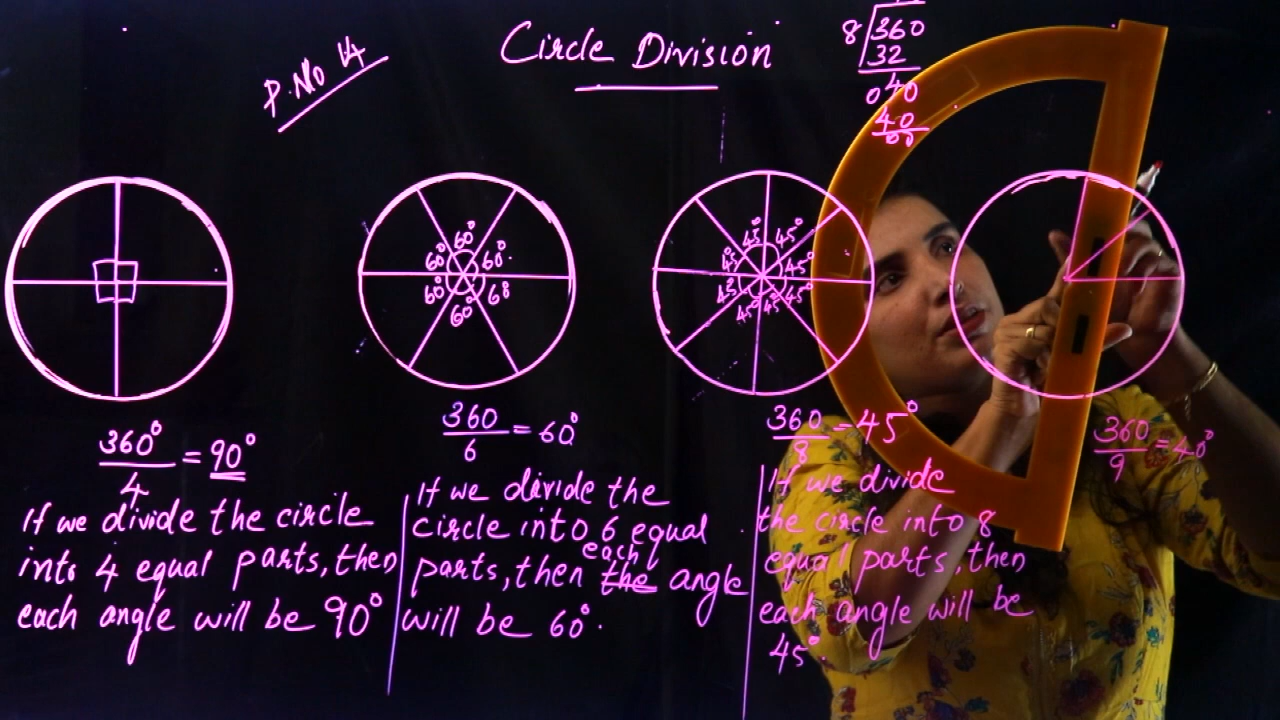 Circle Division
P.No 14
8 360
32
040
40
00
60° 60° 60° 60° 60° 60°
45° 45° 45° 45° 45° 45° 45° 45°
360°/4 = 90°
If we divide the circle
into 4 equal parts, then
each angle will be 90°
360/6 = 60°
If we divide the
circle into 6 equal
each
parts, then the angle
will be 60°.
360/8 = 45°
If we divide
the circle into 8
equal parts, then
each angle will be
45°.
360/9 = 40°